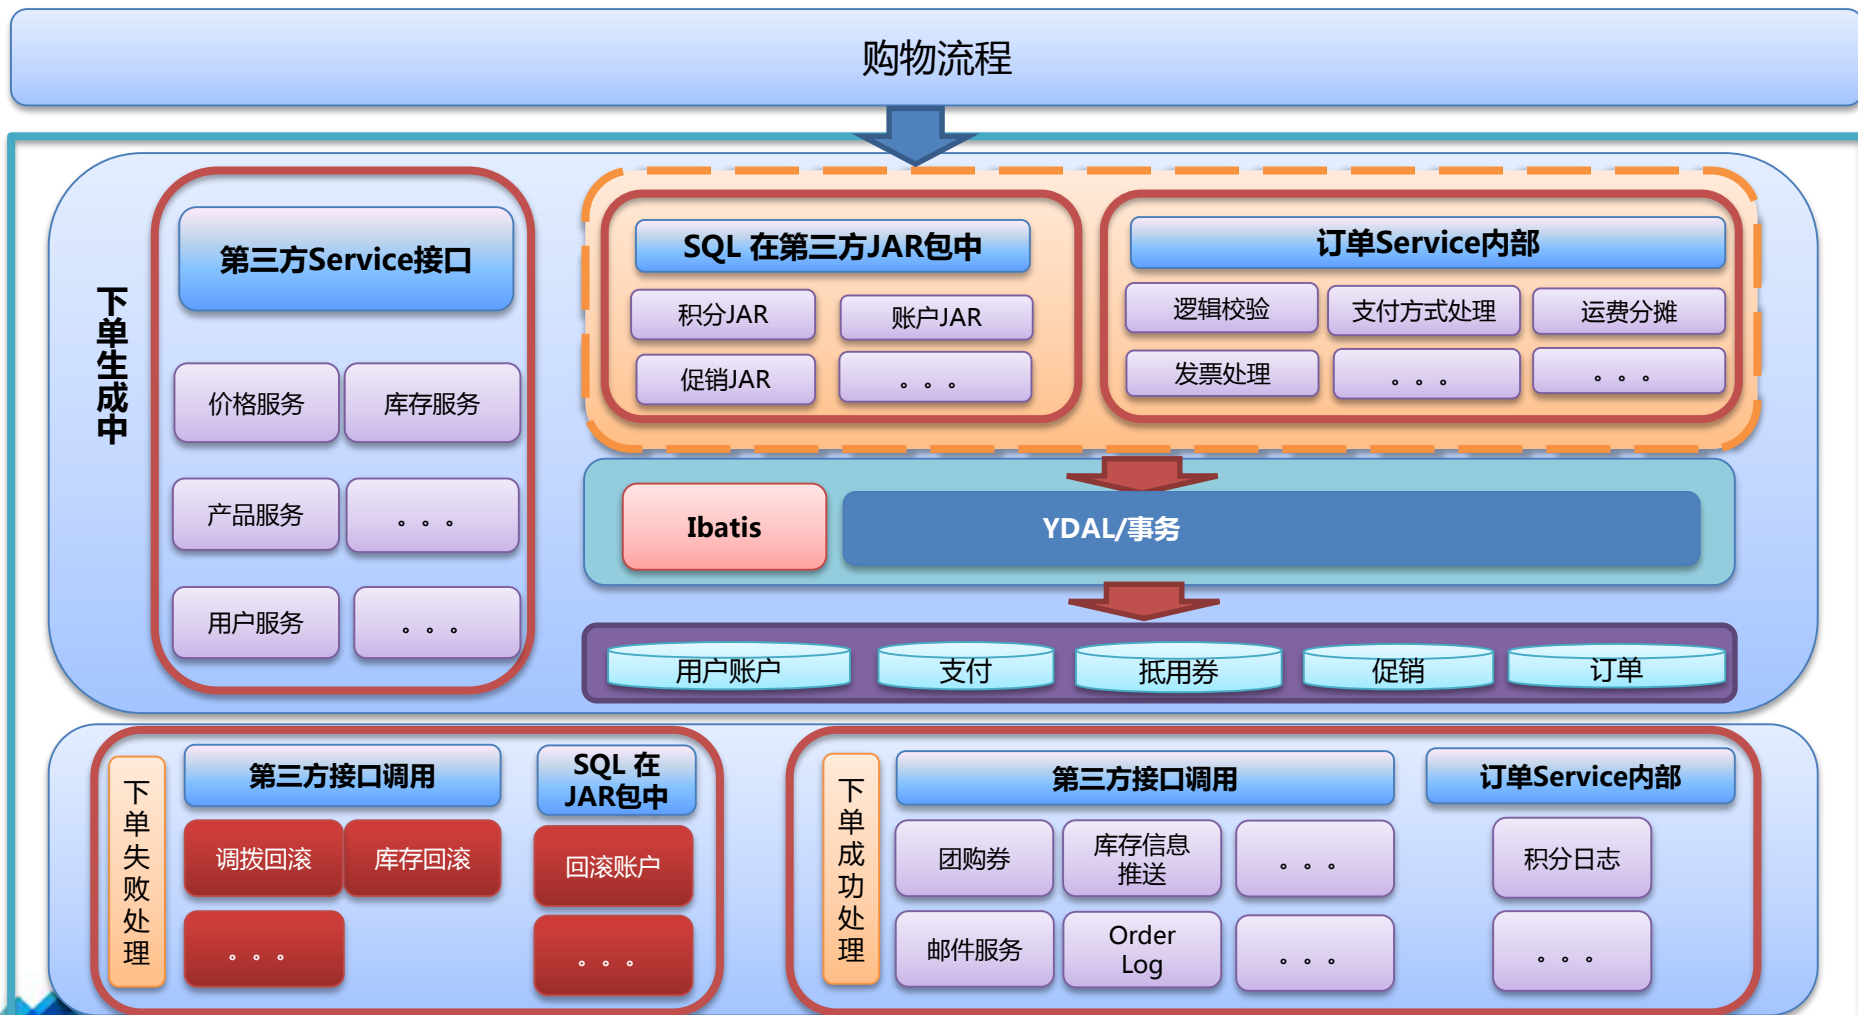 购物流程
下单生成中
第三方Service接口
价格服务
库存服务
产品服务
。。。
用户服务
。。。
SQL 在第三方JAR包中
积分JAR
账户JAR
促销JAR
。。。
订单Service内部
逻辑校验
支付方式处理
运费分摊
发票处理
。。。
。。。
Ibatis
YDAL/事务
用户账户
支付
抵用券
促销
订单
下单失败处理
第三方接口调用
调拨回滚
库存回滚
。。。
SQL 在
JAR包中
回滚账户
。。。
下单成功处理
第三方接口调用
团购券
库存信息
推送
。。。
邮件服务
Order
Log
。。。
订单Service内部
积分日志
。。。